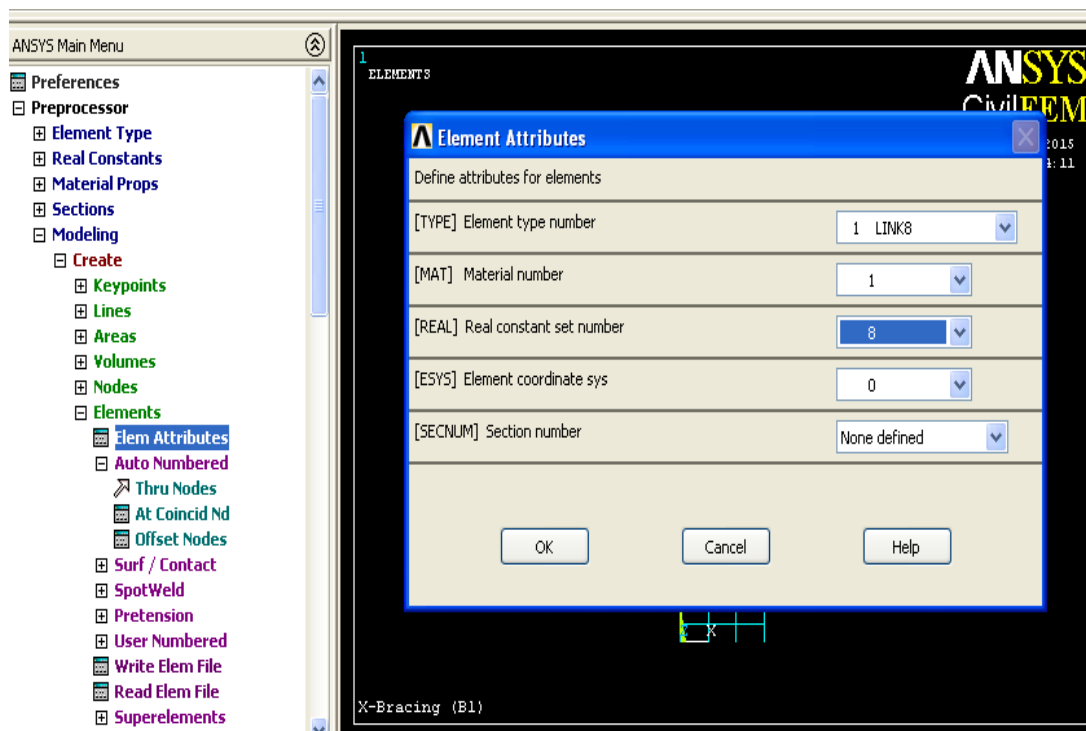 ANSYS Main Menu
Preferences
Preprocessor
Element Type
Real Constants
Material Props
Sections
Modeling
Create
Keypoints
Lines
Areas
Volumes
Nodes
Elements
Elem Attributes
Auto Numbered
Thru Nodes
At Coincid Nd
Offset Nodes
Surf / Contact
SpotWeld
Pretension
User Numbered
Write Elem File
Read Elem File
Superelements
1
ELEMENTS
ANSYS
CivilFEM
2015
4:11
Element Attributes
Define attributes for elements
[TYPE] Element type number
1 LINK8
[MAT] Material number
1
[REAL] Real constant set number
8
[ESYS] Element coordinate sys
0
[SECNUM] Section number
None defined
OK
Cancel
Help
X
X-Bracing (B1)